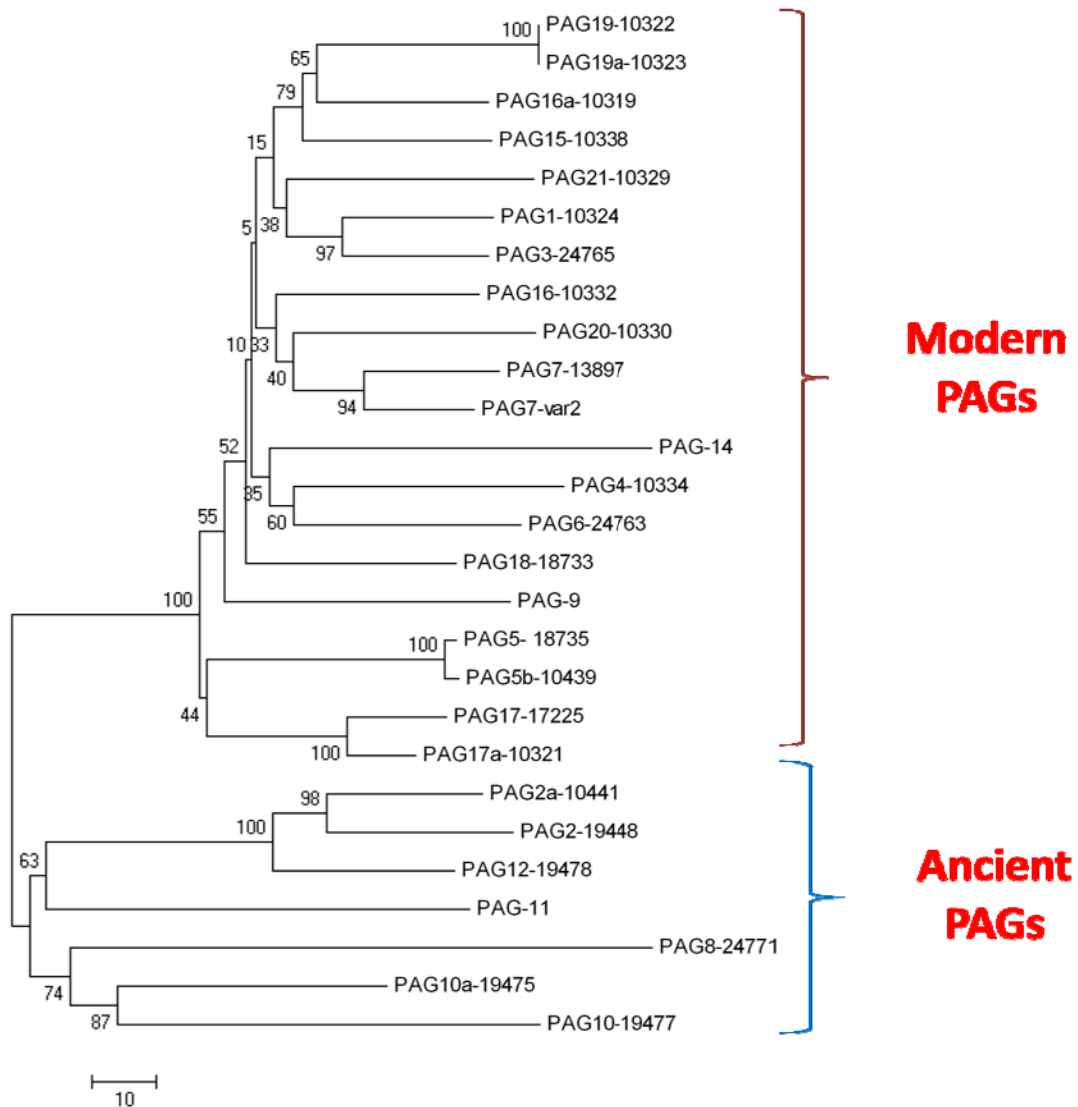 100
PAG19-10322
PAG19a-10323
65
PAG16a-10319
79
PAG15-10338
15
PAG21-10329
38
PAG1-10324
97
PAG3-24765
5
PAG16-10332
33
PAG20-10330
40
PAG7-13897
94
PAG7-var2
10
PAG-14
35
PAG4-10334
60
PAG6-24763
52
PAG18-18733
55
PAG-9
100
100
PAG5- 18735
PAG5b-10439
44
PAG17-17225
100
PAG17a-10321
98
PAG2a-10441
PAG2-19448
100
PAG12-19478
63
PAG-11
PAG8-24771
74
PAG10a-19475
87
PAG10-19477
10
Modern
PAGs
Ancient
PAGs